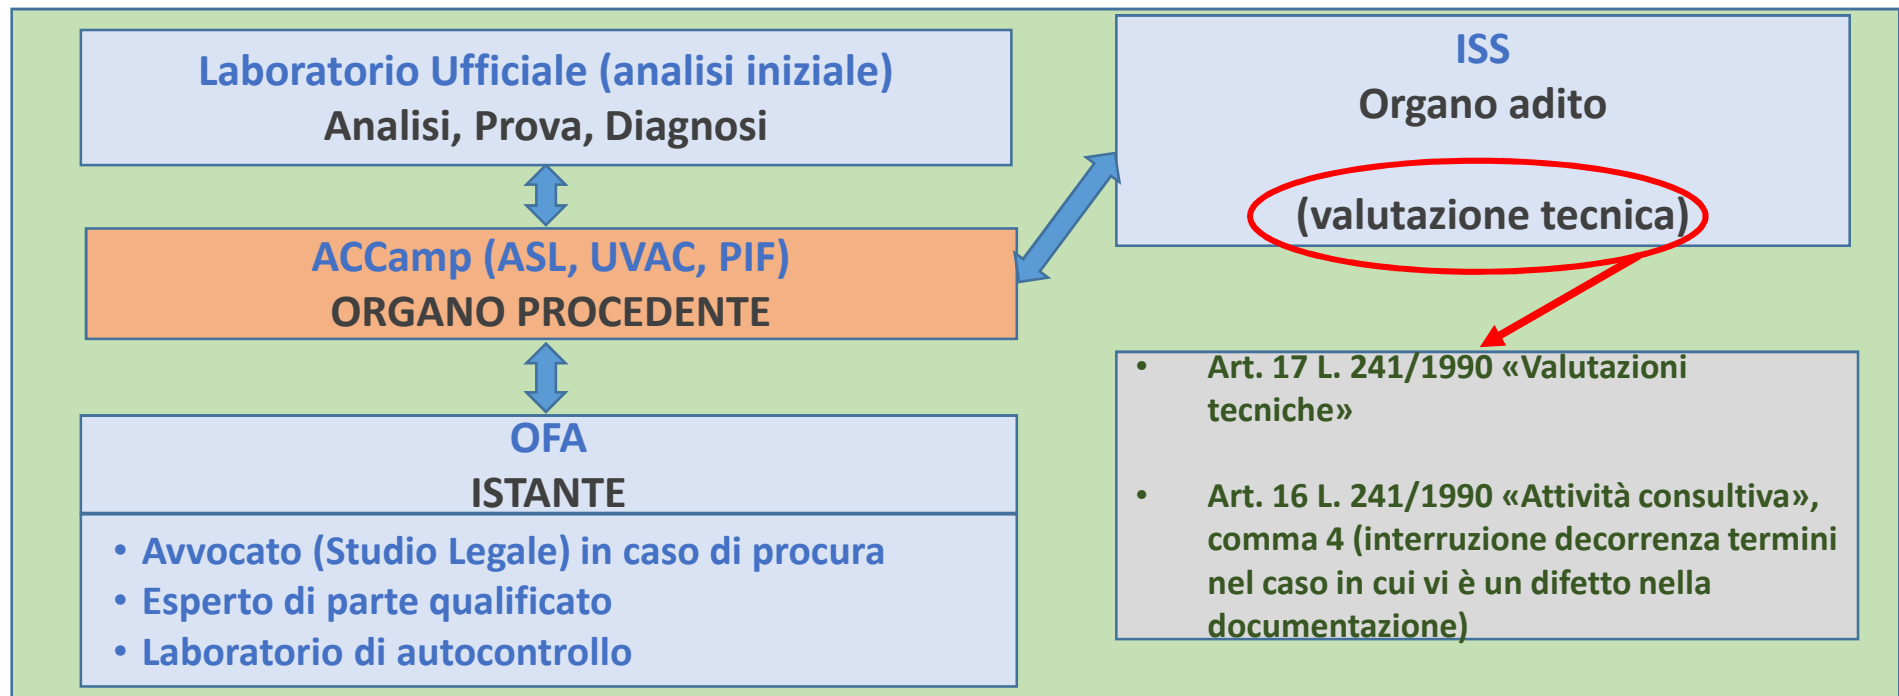 Laboratorio Ufficiale (analisi iniziale)
Analisi, Prova, Diagnosi
ACCamp (ASL, UVAC, PIF)
ORGANO PROCEDENTE
OFA
ISTANTE
• Avvocato (Studio Legale) in caso di procura
• Esperto di parte qualificato
• Laboratorio di autocontrollo
ISS
Organo adito
(valutazione tecnica)
• Art. 17 L. 241/1990 «Valutazioni
tecniche»
• Art. 16 L. 241/1990 «Attività consultiva»,
comma 4 (interruzione decorrenza termini
nel caso in cui vi è un difetto nella
documentazione)